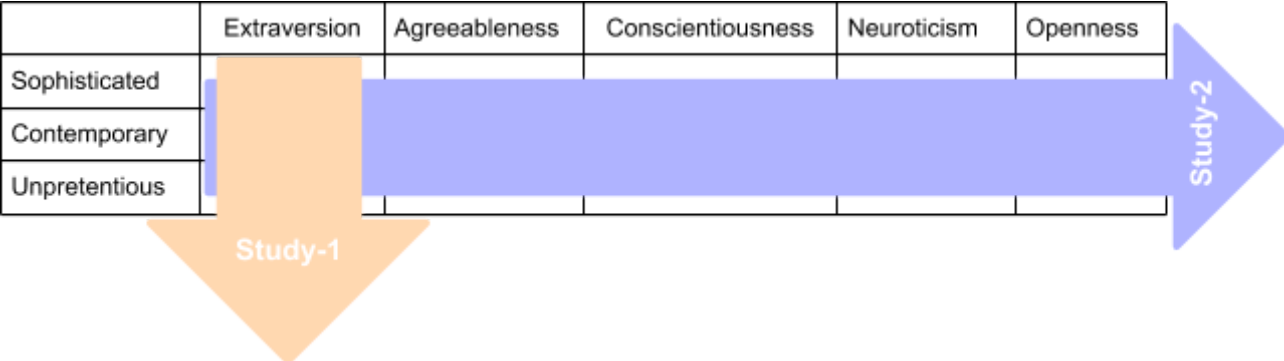 Extraversion Agreeableness Conscientiousness Neuroticism Openness
Sophisticated
Contemporary
Unpretentious
Study-2
Study-1